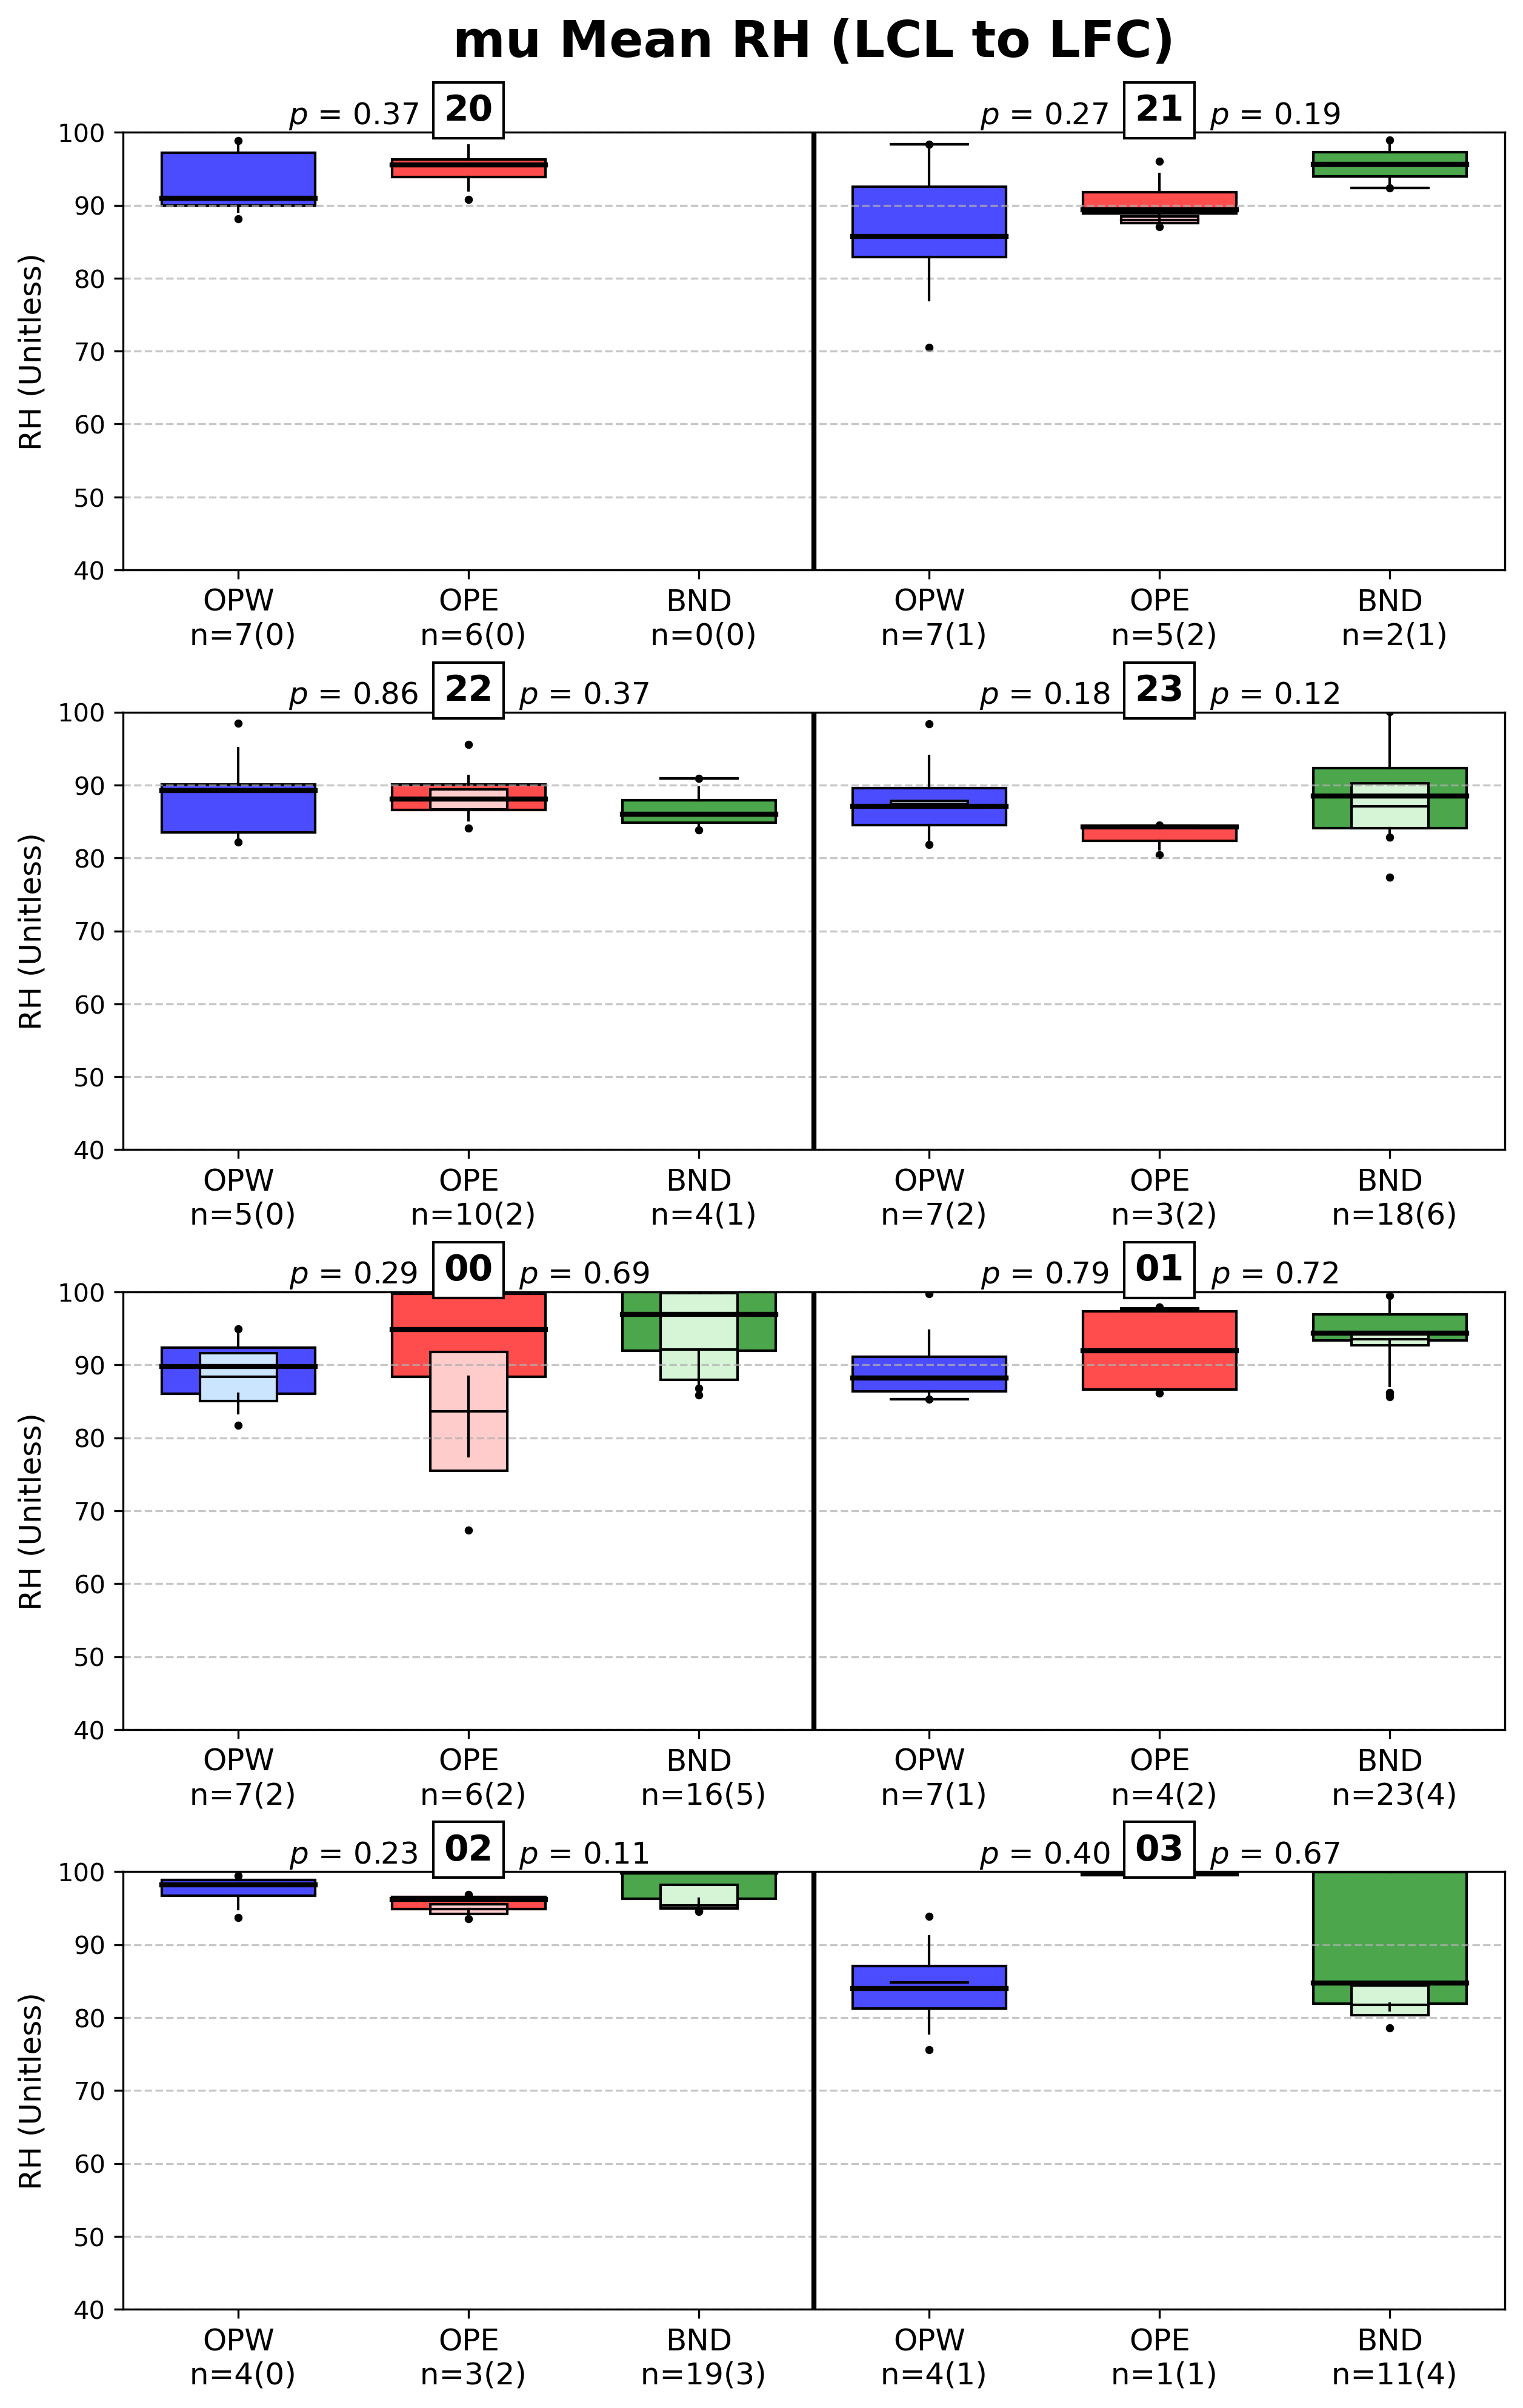 mu Mean RH (LCL to LFC)
p = 0.37 20
p = 0.27 21 p = 0.19
RH (Unitless)
100
90
80
70
60
50
40
OPW OPE BND OPW OPE BND
n=7(0) n=6(0) n=0(0) n=7(1) n=5(2) n=2(1)
p = 0.86 22 p = 0.37
p = 0.18 23 p = 0.12
RH (Unitless)
100
90
80
70
60
50
40
OPW OPE BND OPW OPE BND
n=5(0) n=10(2) n=4(1) n=7(2) n=3(2) n=18(6)
p = 0.29 00 p = 0.69
p = 0.79 01 p = 0.72
RH (Unitless)
100
90
80
70
60
50
40
OPW OPE BND OPW OPE BND
n=7(2) n=6(2) n=16(5) n=7(1) n=4(2) n=23(4)
p = 0.23 02 p = 0.11
p = 0.40 03 p = 0.67
RH (Unitless)
100
90
80
70
60
50
40
OPW OPE BND OPW OPE BND
n=4(0) n=3(2) n=19(3) n=4(1) n=1(1) n=11(4)